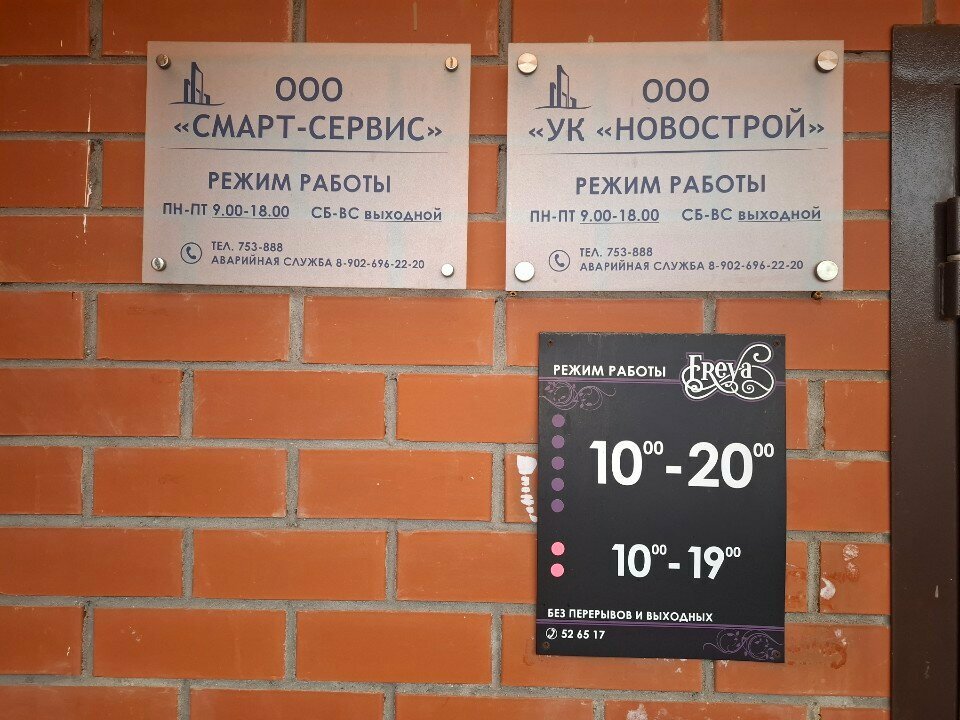 ООО
«СМАРТ-СЕРВИС»
РЕЖИМ РАБОТЫ
ПН-ПТ 9.00-18.00 СБ-ВС выходной
ТЕЛ. 753-888
АВАРИЙНАЯ СЛУЖБА 8-902-696-22-20
ООО
«УК «НОВОСТРОЙ»
РЕЖИМ РАБОТЫ
ПН-ПТ 9.00-18.00 СБ-ВС выходной
ТЕЛ. 753-888
АВАРИЙНАЯ СЛУЖБА 8-902-696-22-20
РЕЖИМ РАБОТЫ Freya
10⁰⁰-20⁰⁰
10⁰⁰-19⁰⁰
БЕЗ ПЕРЕРЫВОВ И ВЫХОДНЫХ
52 65 17